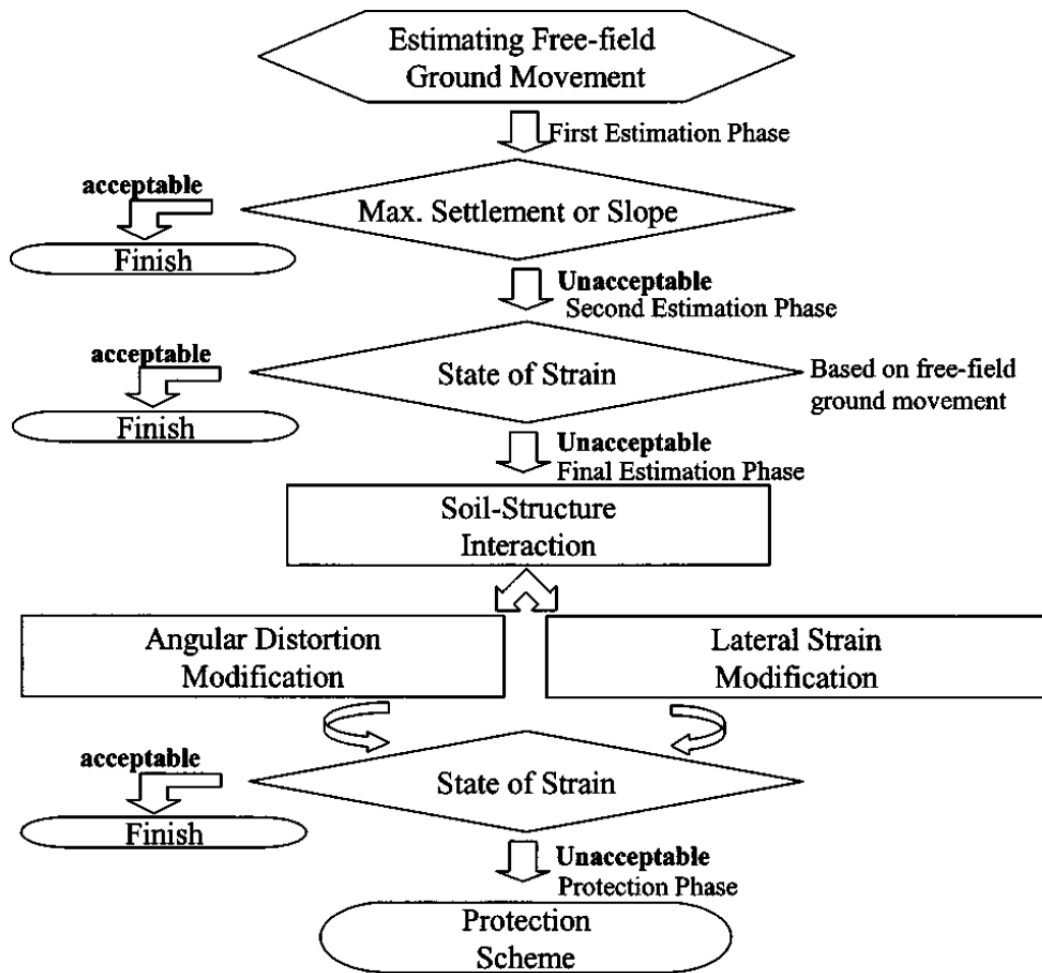 Estimating Free-field
Ground Movement
First Estimation Phase
acceptable
Max. Settlement or Slope
Finish
Unacceptable
Second Estimation Phase
acceptable
State of Strain
Based on free-field
ground movement
Finish
Unacceptable
Final Estimation Phase
Soil-Structure
Interaction
Angular Distortion
Modification
Lateral Strain
Modification
acceptable
State of Strain
Finish
Unacceptable
Protection Phase
Protection
Scheme